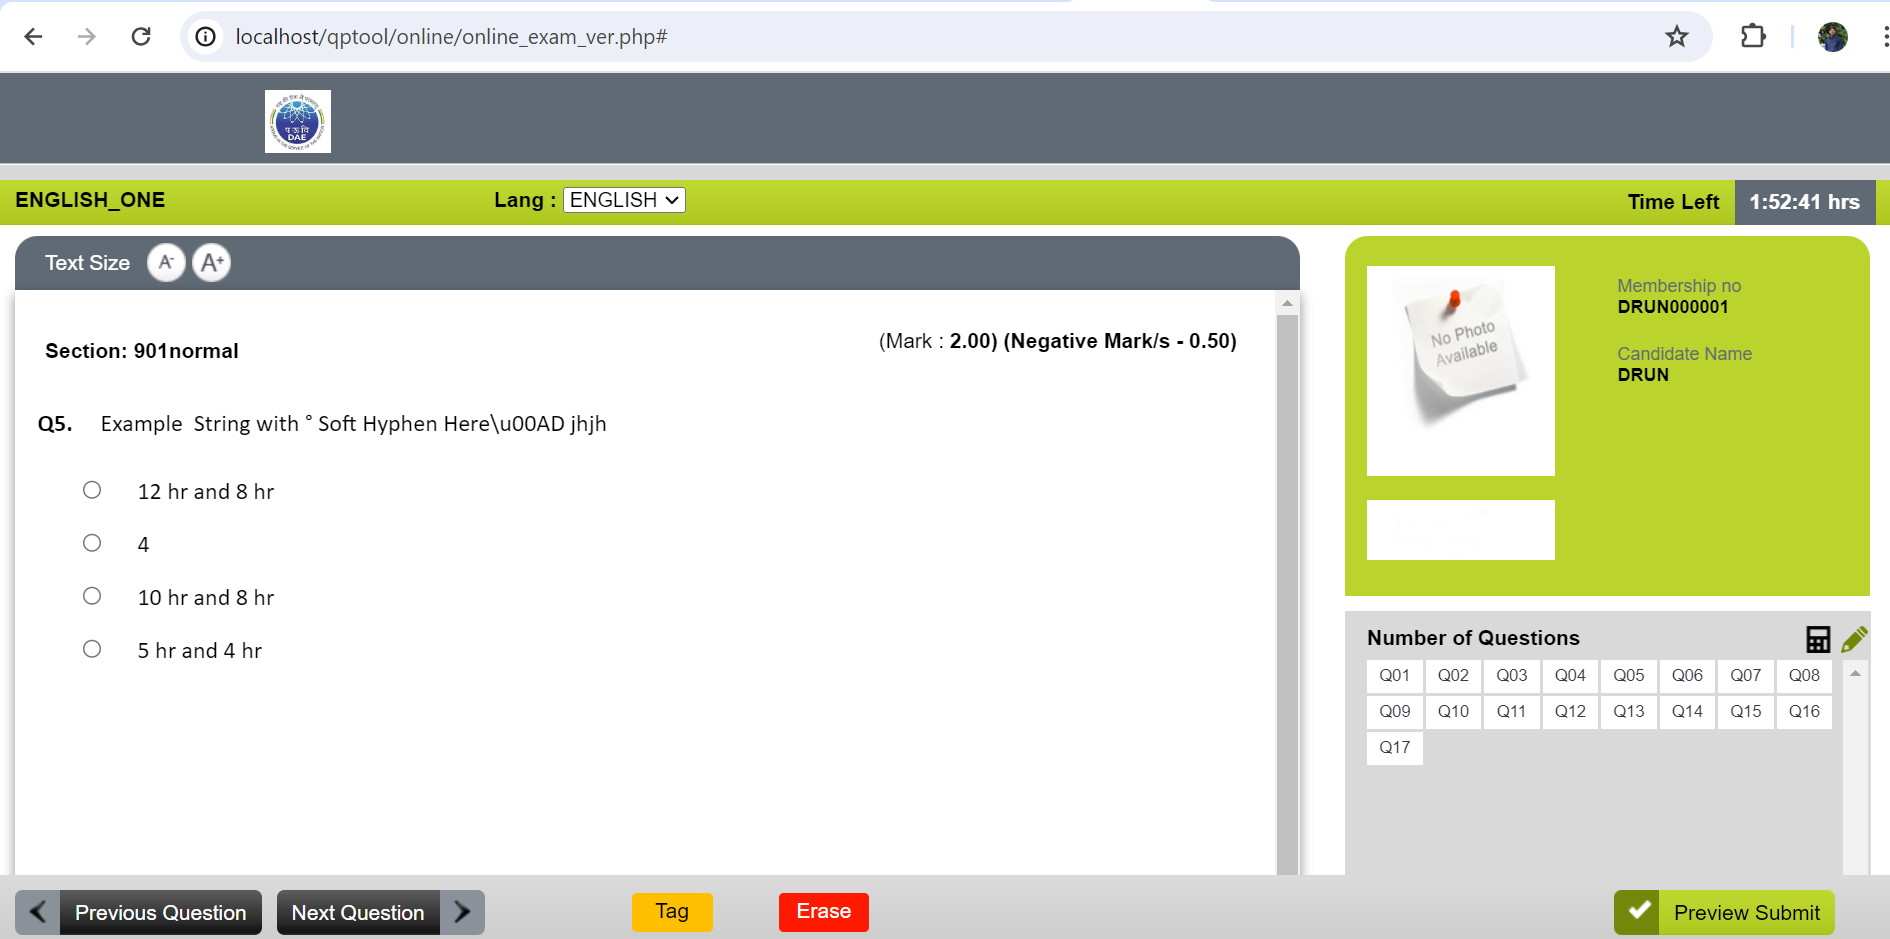 localhost/qptool/online/online_exam_ver.php#
प ऊ वि
DAE
ENGLISH_ONE
Lang : ENGLISH
Time Left 1:52:41 hrs
Text Size A- A+
Section: 901normal
(Mark : 2.00) (Negative Mark/s - 0.50)
Q5. Example  String with ° Soft Hyphen Here\u00AD jhjh
12 hr and 8 hr
4
10 hr and 8 hr
5 hr and 4 hr
No Photo
Available
Membership no
DRUN000001
Candidate Name
DRUN
Number of Questions
Q01 Q02 Q03 Q04 Q05 Q06 Q07 Q08
Q09 Q10 Q11 Q12 Q13 Q14 Q15 Q16
Q17
Previous Question
Next Question
Tag
Erase
Preview Submit